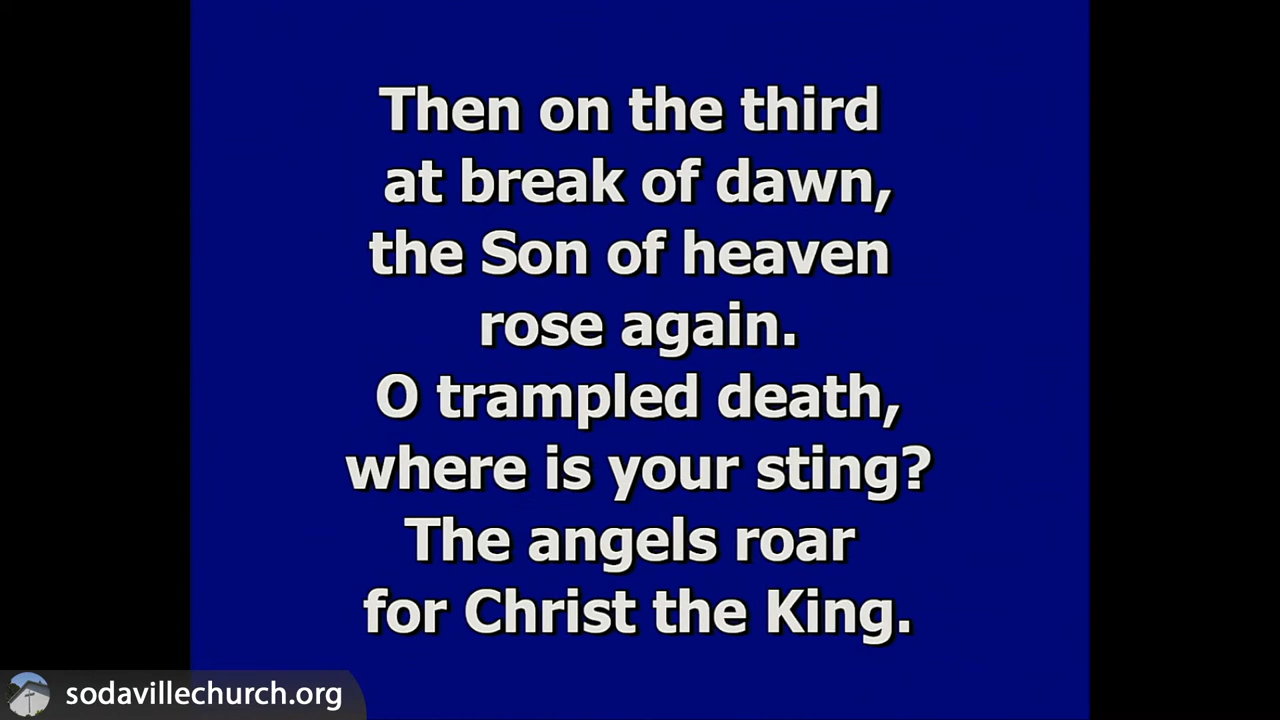 Then on the third
at break of dawn,
the Son of heaven
rose again.
O trampled death,
where is your sting?
The angels roar
for Christ the King.
sodavillechurch.org